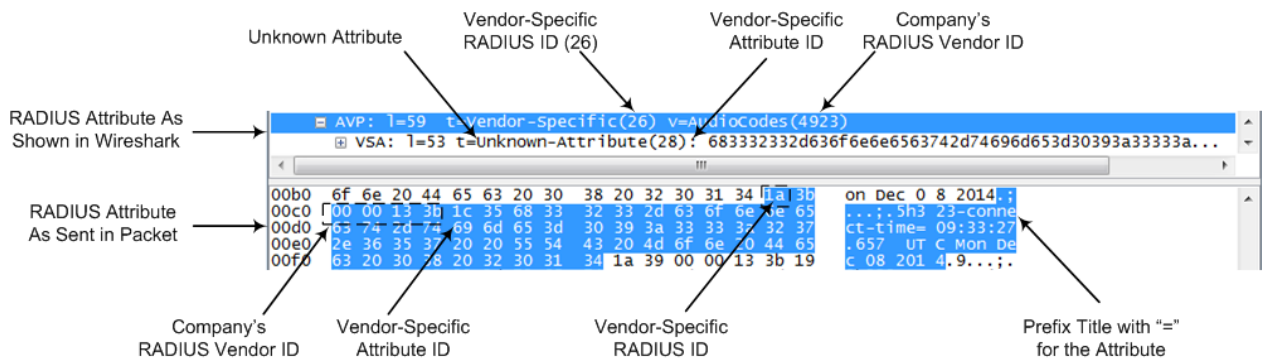 Unknown Attribute
Vendor-Specific
RADIUS ID (26)
Vendor-Specific
Attribute ID
Company's
RADIUS Vendor ID
RADIUS Attribute As
Shown in Wireshark
AVP: l=59 t=Vendor-Specific(26) v=AudioCodes(4923)
VSA: l=53 t=Unknown-Attribute(28): 683332332d636f6e6e6563742d74696d653d30393a33333a...
RADIUS Attribute
As Sent in Packet
00b0 6f 6e 20 44 65 63 20 30 38 20 32 30 31 34 1a 3b on Dec 0 8 2014.;
00c0 00 00 13 3b 1c 35 68 33 32 33 2d 63 6f 6e 6e 65 ...;.5h3 23-conne
00d0 63 74 2d 74 69 6d 65 3d 30 39 3a 33 33 3a 32 37 ct-time= 09:33:27
00e0 2e 36 35 37 20 20 55 54 43 20 4d 6f 6e 20 44 65 .657 UT C Mon De
00f0 63 20 30 38 20 32 30 31 34 1a 39 00 00 13 3b 19 c 08 201 4.9...;.
Company's
RADIUS Vendor ID
Vendor-Specific
Attribute ID
Vendor-Specific
RADIUS ID
Prefix Title with "="
for the Attribute